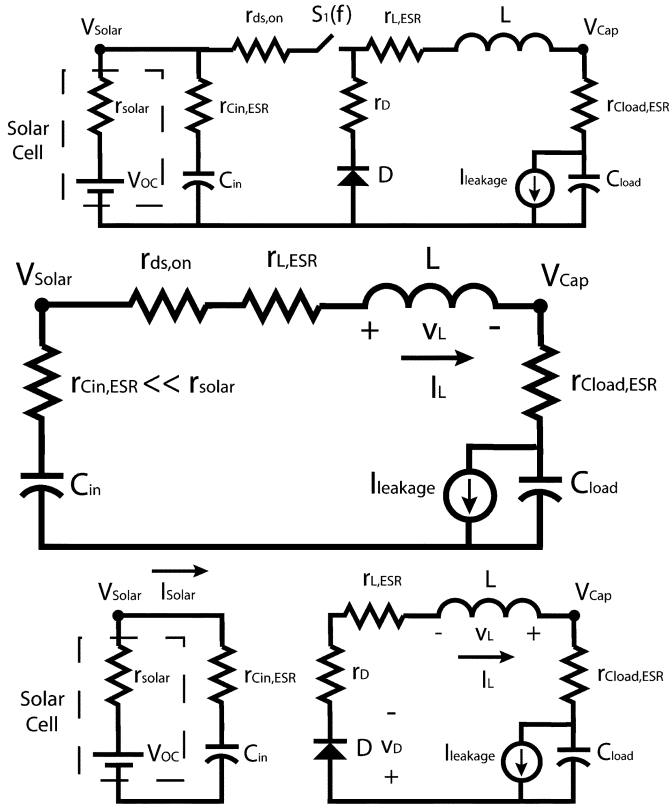 VSolar
rds,on
S1(f)
rL,ESR
L
VCap
Solar
Cell
rsolar
rCin,ESR
rD
rCload,ESR
VOC
Cin
D
Ileakage
Cload
VSolar
rds,on
rL,ESR
L
VCap
+ vL -
IL
rCin,ESR << rsolar
rCload,ESR
Cin
Ileakage
Cload
VSolar
ISolar
rL,ESR
L
VCap
- vL +
IL
Solar
Cell
rsolar
rCin,ESR
rD
rCload,ESR
VOC
Cin
-
D vD
+
Ileakage
Cload